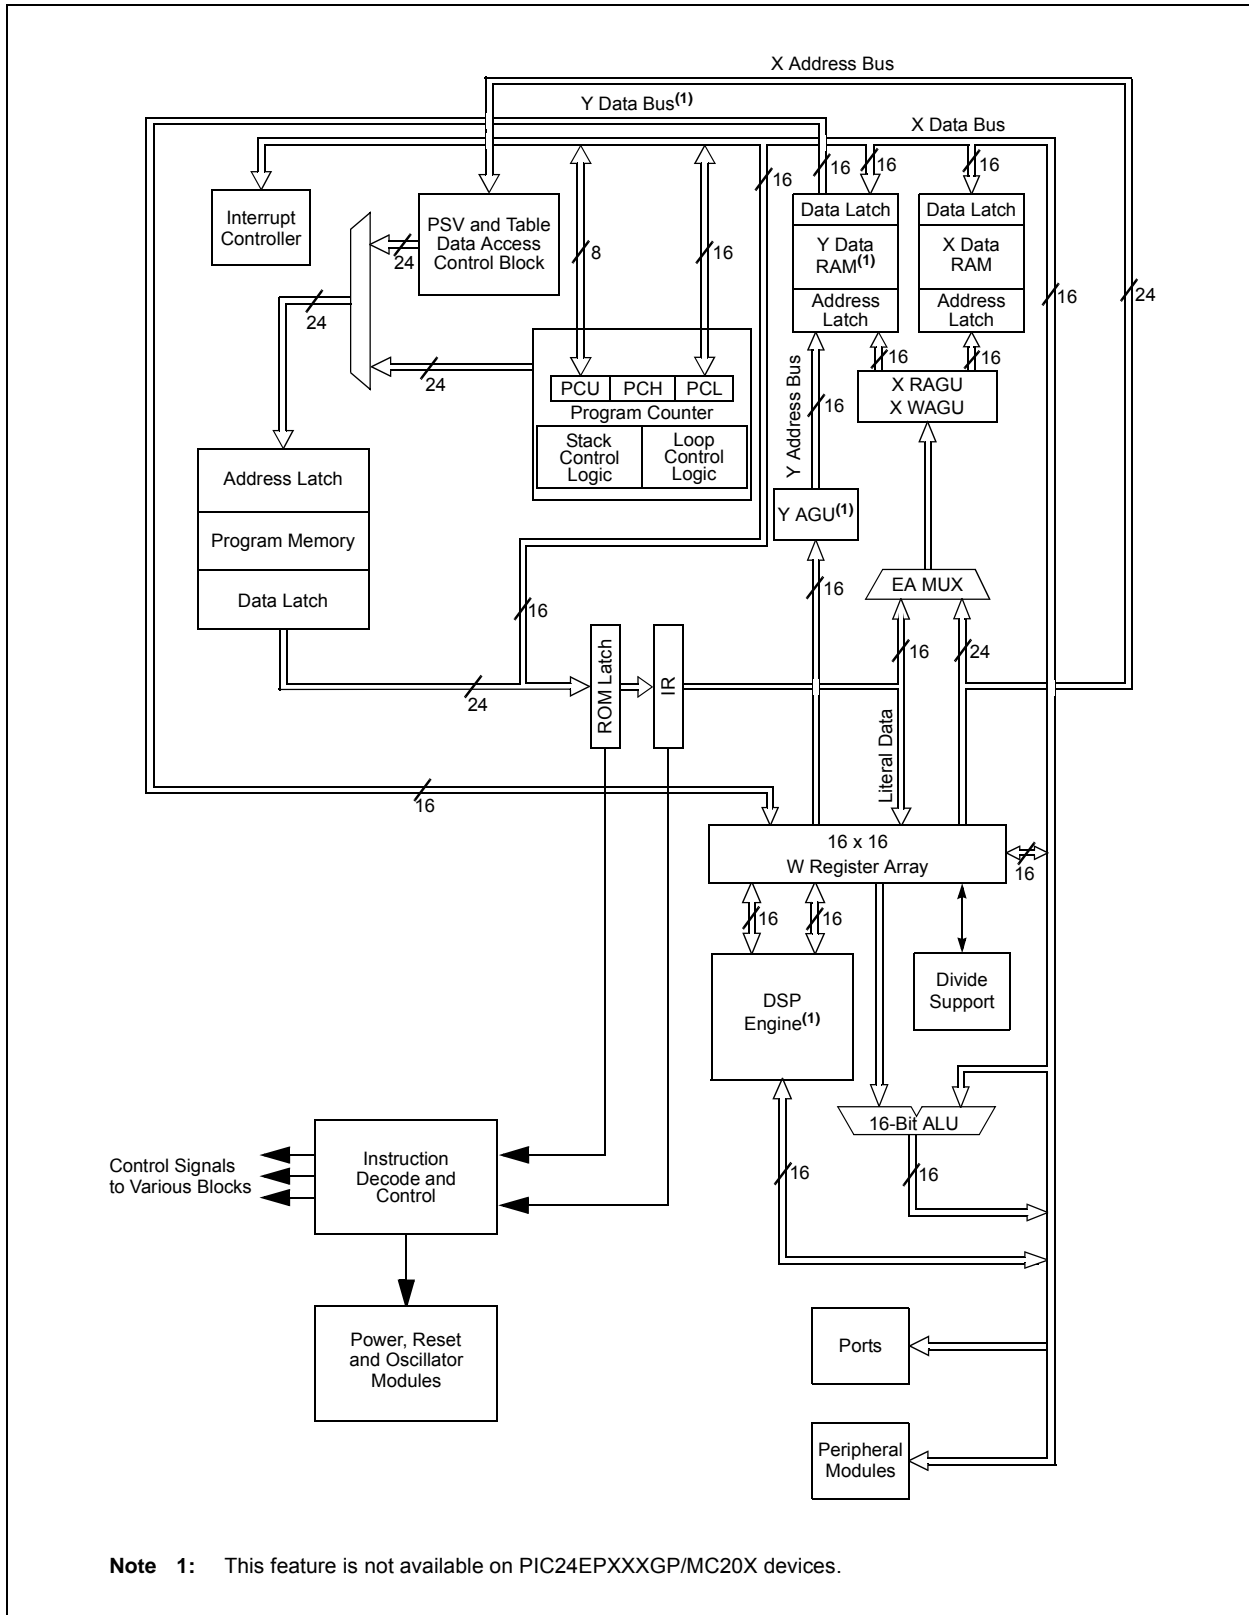 X Address Bus
Y Data Bus(1)
X Data Bus
16
16
16
16
Interrupt
Controller
PSV and Table
Data Access
Control Block
24
8
16
Data Latch
Y Data
RAM(1)
Address
Latch
Data Latch
X Data
RAM
Address
Latch
16
24
24
24
PCU
PCH
PCL
Program Counter
Stack
Control
Logic
Loop
Control
Logic
16
16
X RAGU
X WAGU
Y Address Bus
16
Y AGU(1)
Address Latch
Program Memory
Data Latch
EA MUX
16
16
16
24
24
ROM Latch
IR
Literal Data
16
16 x 16
W Register Array
16
16
16
DSP
Engine(1)
Divide
Support
16-Bit ALU
16
16
Control Signals
to Various Blocks
Instruction
Decode and
Control
Power, Reset
and Oscillator
Modules
Ports
Peripheral
Modules
Note 1: This feature is not available on PIC24EPXXXGP/MC20X devices.